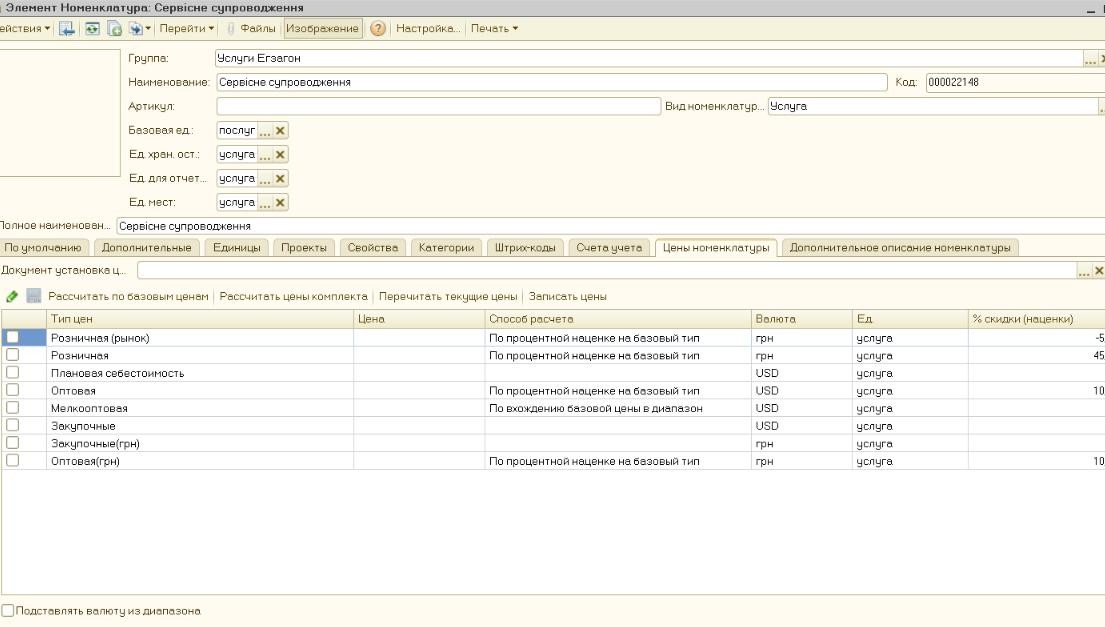 Элемент Номенклатура: Сервісне супроводження
ействия Перейти Файлы Изображение ? Настройка... Печать
Группа: Услуги Егзагон ...
Наименование: Сервісне супроводження Код: 000022148
Артикул: Вид номенклатур... Услуга
Базовая ед.: послуг ...
Ед. хран. ост.: услуга ...
Ед. для отчет... услуга ...
Ед. мест: услуга ...
Полное наименован... Сервісне супроводження
По умолчанию Дополнительные Единицы Проекты Свойства Категории Штрих-коды Счета учета Цены номенклатуры Дополнительное описание номенклатуры
Документ установка ц... ...
Рассчитать по базовым ценам Рассчитать цены комплекта Перечитать текущие цены Записать цены
Тип цен Цена Способ расчета Валюта Ед. % скидки (наценки)
Розничная (рынок) По процентной наценке на базовый тип грн услуга -5,
Розничная По процентной наценке на базовый тип грн услуга 45,
Плановая себестоимость USD услуга
Оптовая По процентной наценке на базовый тип USD услуга 10,
Мелкооптовая По вхождению базовой цены в диапазон USD услуга
Закупочные USD услуга
Закупочные(грн) грн услуга
Оптовая(грн) По процентной наценке на базовый тип грн услуга 10,
Подставлять валюту из диапазона